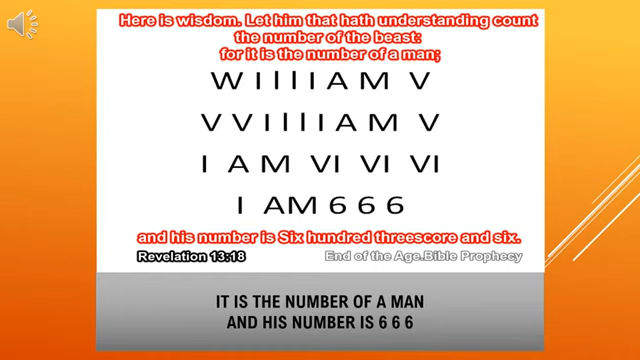 Here is wisdom. Let him that hath understanding count
the number of the beast:
for it is the number of a man;
W I l l I A M V
V V I l l I A M V
I A M VI VI VI
I AM 6 6 6
and his number is Six hundred threescore and six.
Revelation 13:18
End of the Age.Bible Prophecy
IT IS THE NUMBER OF A MAN
AND HIS NUMBER IS 6 6 6